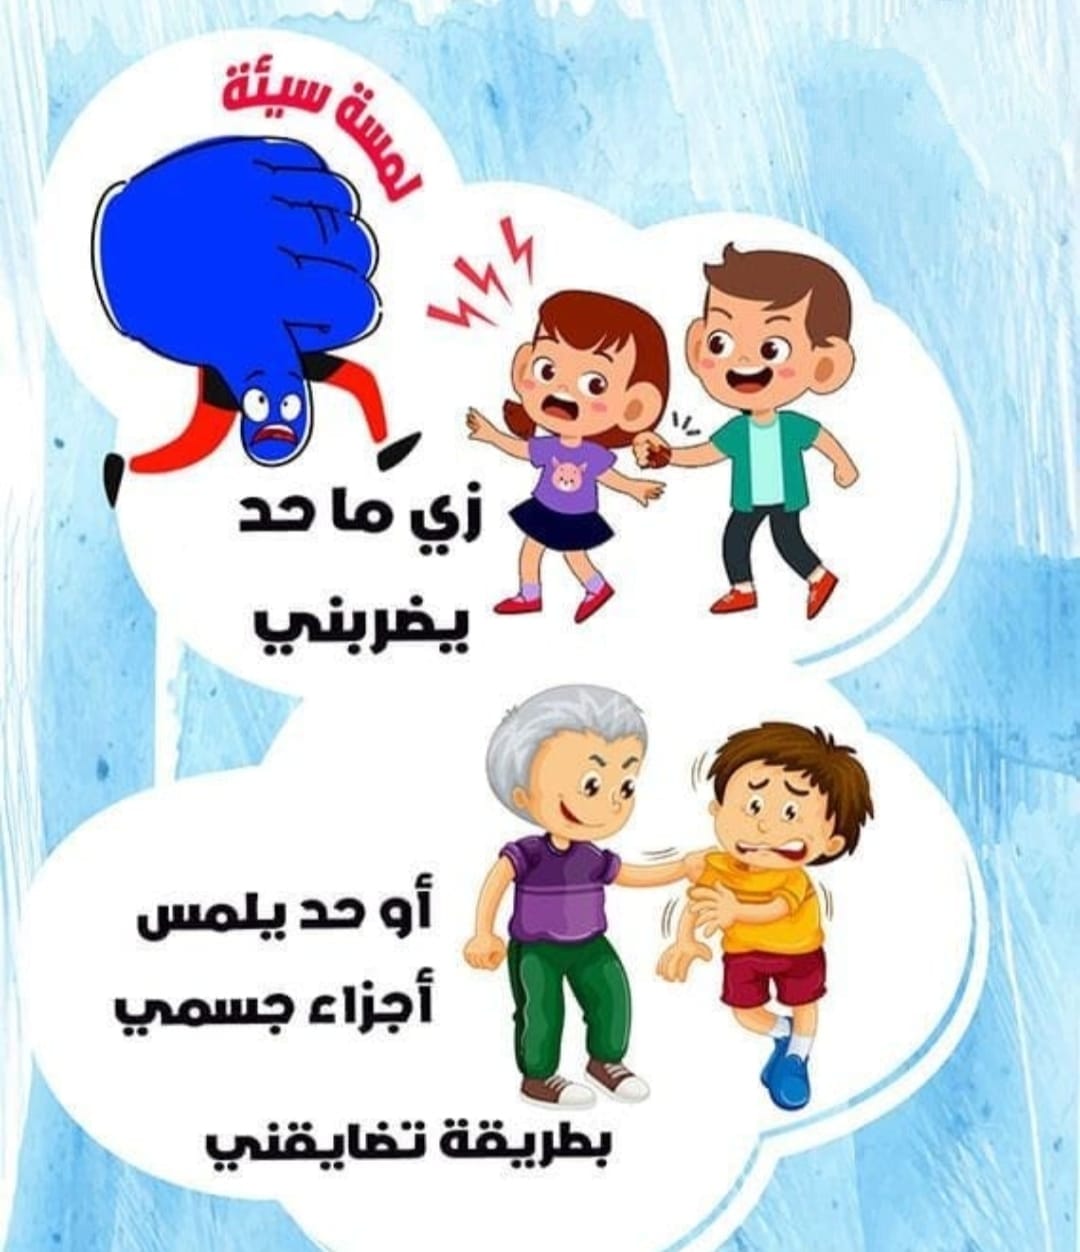 لمسة سيئة
زي ما حد
يضربني
أو حد يلمس
أجزاء جسمي
بطريقة تضايقني